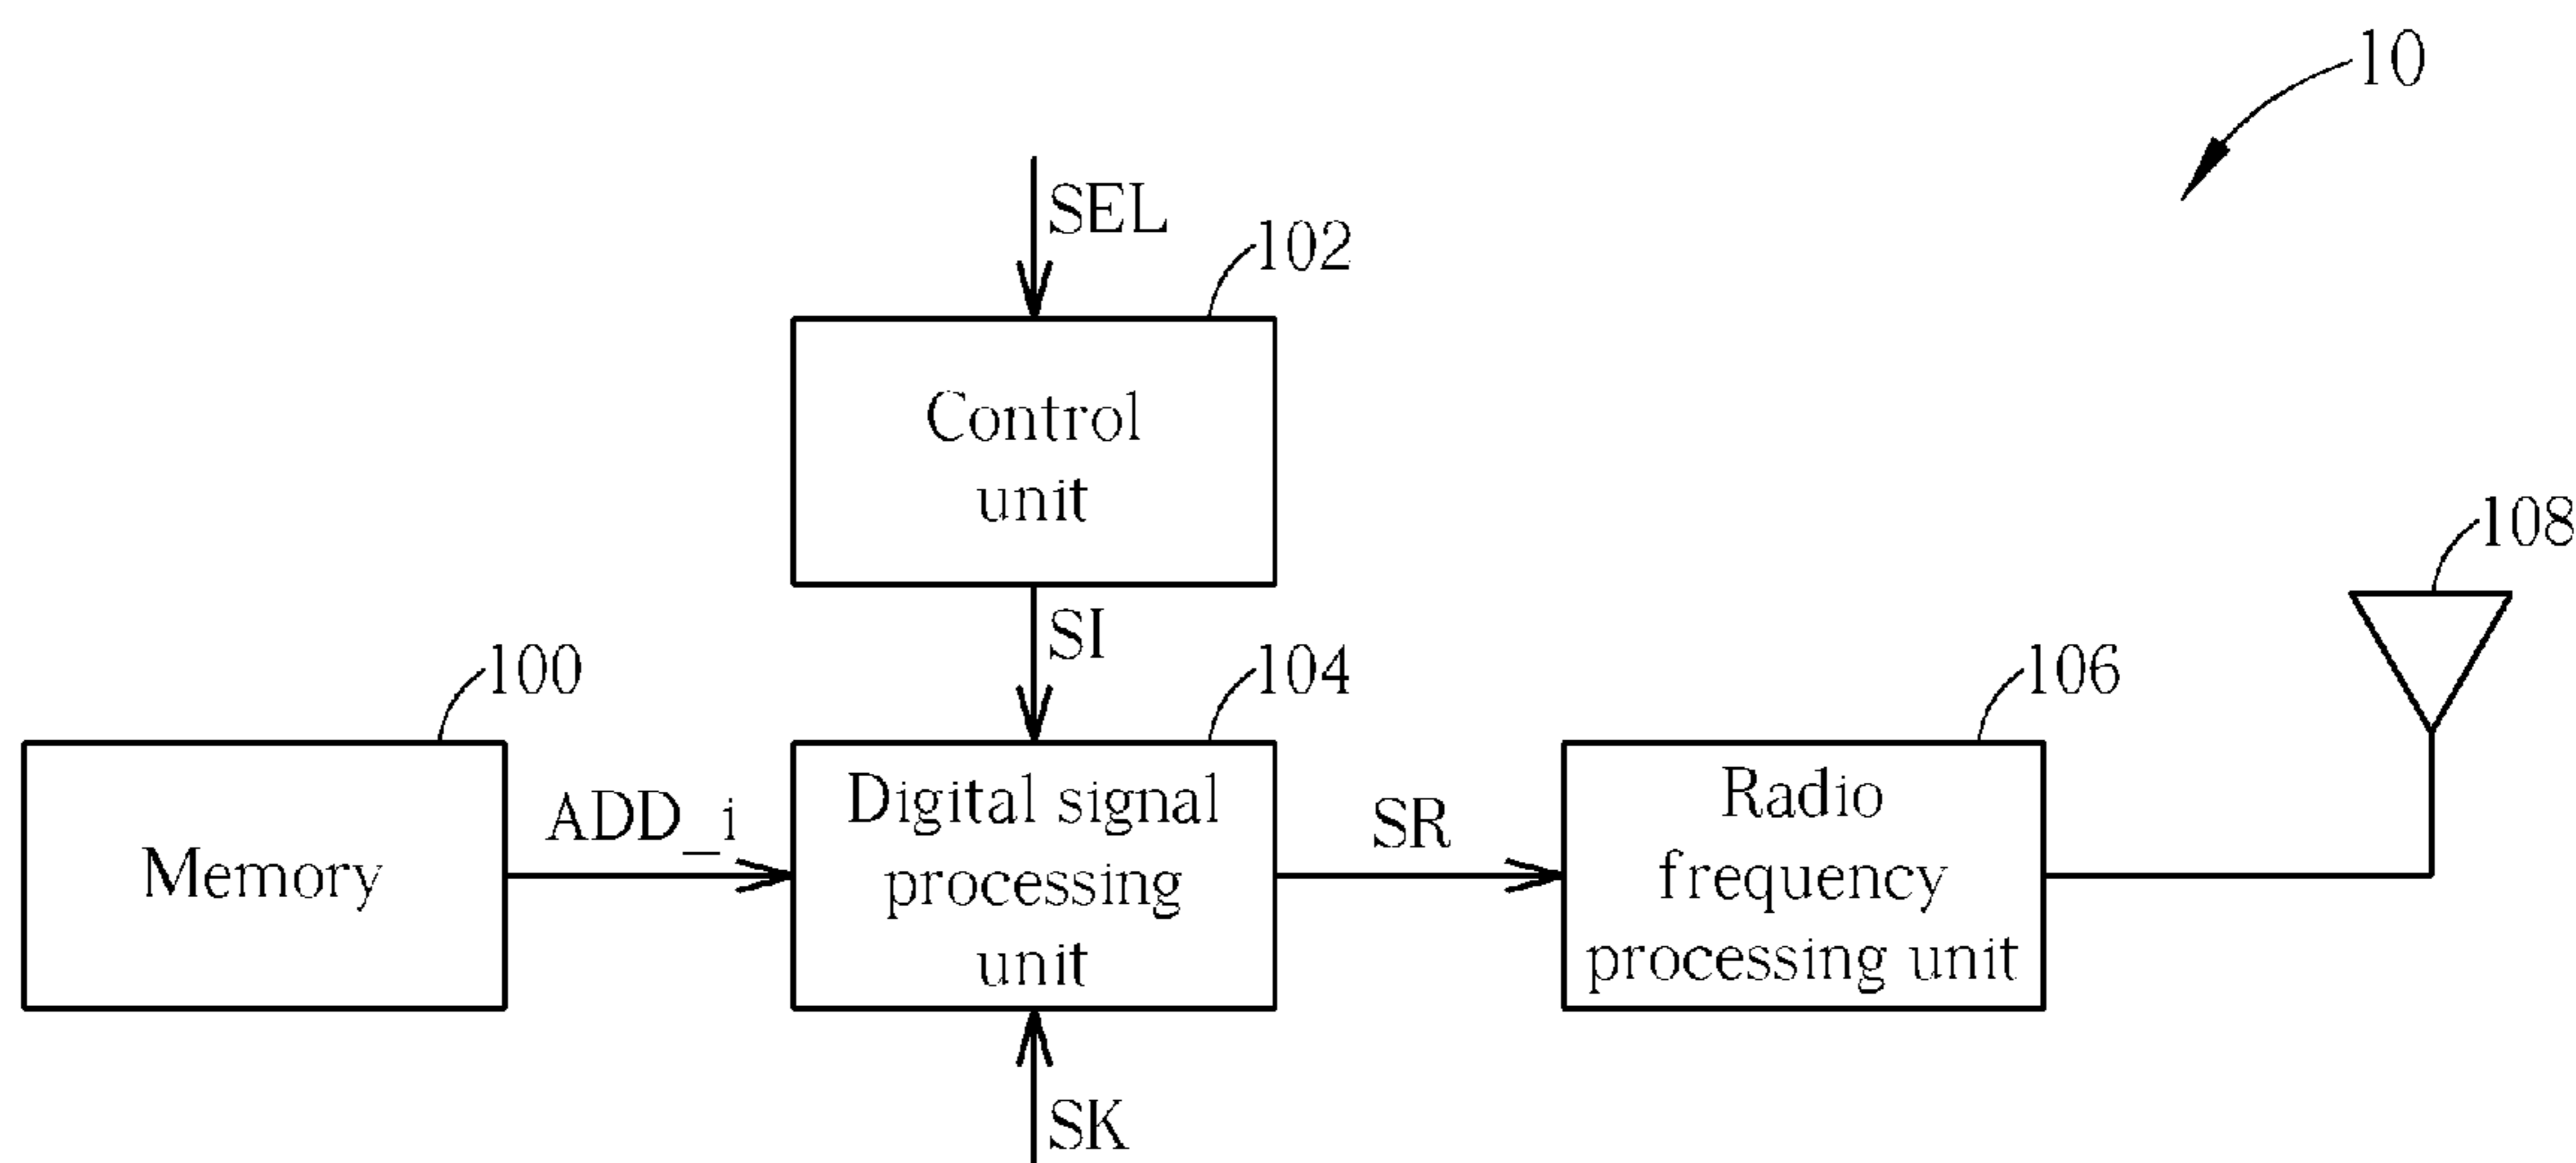 10
SEL
102
Control
unit
108
SI
100
104
106
Memory
ADD_i
Digital signal
processing
unit
SR
Radio
frequency
processing unit
SK